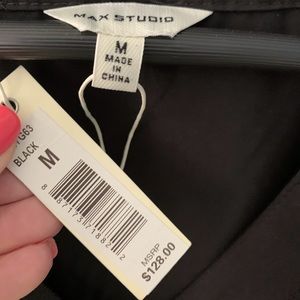 MAX STUDIO
M
MADE
IN
CHINA
BLACK
M
MSRP
$128.00